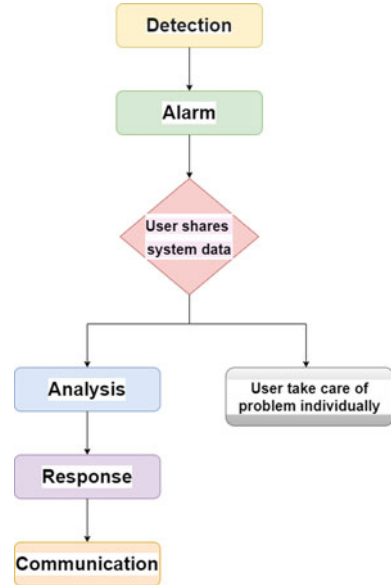 Detection
Alarm
User shares
system data
Analysis
User take care of
problem individually
Response
Communication